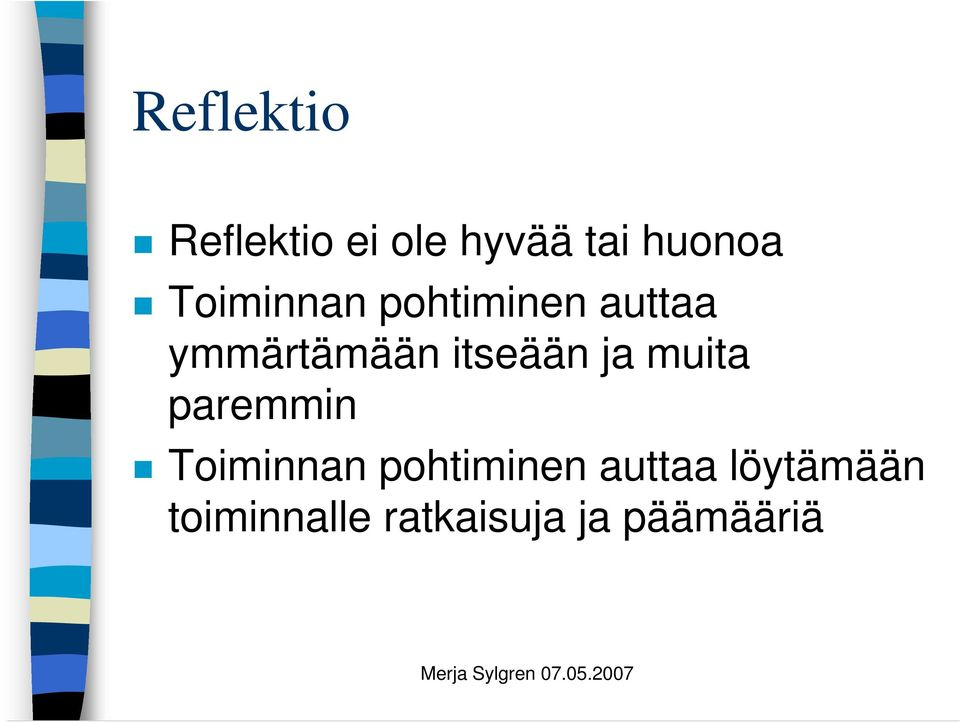 Reflektio
Reflektio ei ole hyvää tai huonoa
Toiminnan pohtiminen auttaa
ymmärtämään itseään ja muita
paremmin
Toiminnan pohtiminen auttaa löytämään
toiminnalle ratkaisuja ja päämääriä
Merja Sylgren 07.05.2007